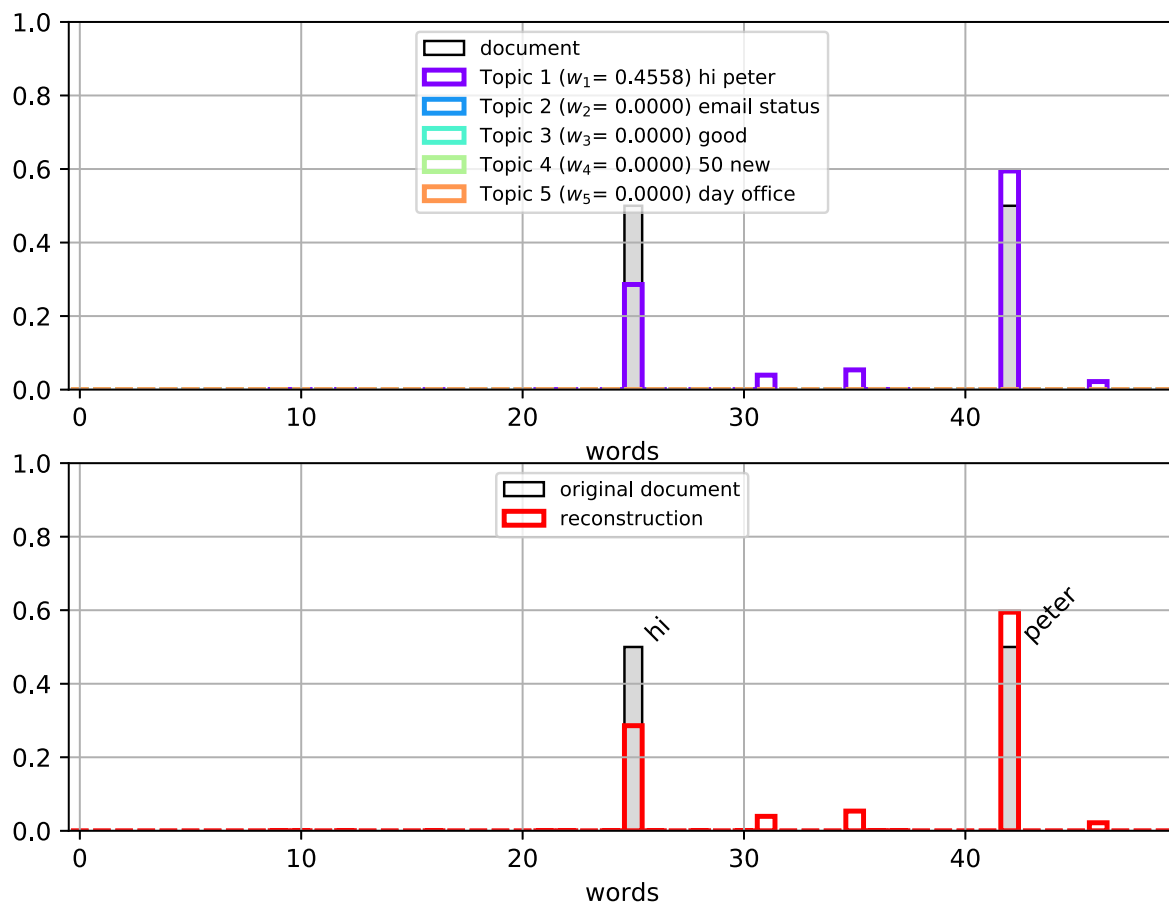 1.0
0.8
0.6
0.4
0.2
0.0
document
Topic 1 (w1= 0.4558) hi peter
Topic 2 (w2= 0.0000) email status
Topic 3 (w3= 0.0000) good
Topic 4 (w4= 0.0000) 50 new
Topic 5 (w5= 0.0000) day office
0 10 20 30 40
words
1.0
0.8
0.6
0.4
0.2
0.0
original document
reconstruction
hi
peter
0 10 20 30 40
words